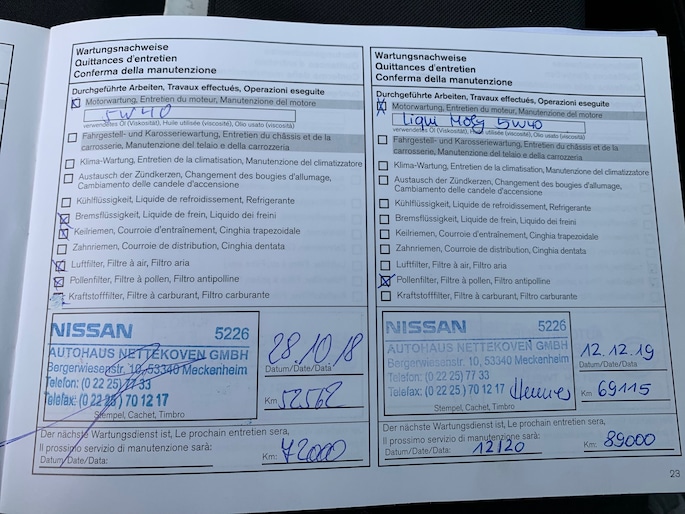 Wartungsnachweise
Quittances d'entretien
Conferma della manutenzione
Durchgeführte Arbeiten, Travaux effectués, Operazioni eseguite
Motorwartung, Entretien du moteur, Manutenzione del motore
5W40
verwendetes Öl (Viskosität), Huile utilisée (viscosité), Olio usato (viscosità)
Fahrgestell- und Karosseriewartung, Entretien du châssis et de la
carrosserie, Manutenzione del telaio e della carrozzeria
Klima-Wartung, Entretien de la climatisation, Manutenzione del climatizzatore
Austausch der Zündkerzen, Changement des bougies d'allumage,
Cambiamento delle candele d'accensione
Kühlflüssigkeit, Liquide de refroidissement, Refrigerante
Bremsflüssigkeit, Liquide de frein, Liquido dei freini
Keilriemen, Courroie d'entraînement, Cinghia trapezoidale
Zahnriemen, Courroie de distribution, Cinghia dentata
Luftfilter, Filtre à air, Filtro aria
Pollenfilter, Filtre à pollen, Filtro antipolline
Kraftstofffilter, Filtre à carburant, Filtro carburante
NISSAN 5226
AUTOHAUS NETTEKOVEN GMBH
Bergerwiesenstr. 10, 53340 Meckenheim
Telefon: (0 22 25) 77 33
Telefax: (0 22 25) 70 12 17
Stempel, Cachet, Timbro
28.10.18
Datum/Date/Data
Km: 52562
Der nächste Wartungsdienst ist, Le prochain entretien sera,
Il prossimo servizio di manutenzione sarà:
Datum/Date/Data:
Km: 72000
Wartungsnachweise
Quittances d'entretien
Conferma della manutenzione
Durchgeführte Arbeiten, Travaux effectués, Operazioni eseguite
Motorwartung, Entretien du moteur, Manutenzione del motore
Liqui Moly 5W40
verwendetes Öl (Viskosität), Huile utilisée (viscosité), Olio usato (viscosità)
Fahrgestell- und Karosseriewartung, Entretien du châssis et de la
carrosserie, Manutenzione del telaio e della carrozzeria
Klima-Wartung, Entretien de la climatisation, Manutenzione del climatizzatore
Austausch der Zündkerzen, Changement des bougies d'allumage,
Cambiamento delle candele d'accensione
Kühlflüssigkeit, Liquide de refroidissement, Refrigerante
Bremsflüssigkeit, Liquide de frein, Liquido dei freini
Keilriemen, Courroie d'entraînement, Cinghia trapezoidale
Zahnriemen, Courroie de distribution, Cinghia dentata
Luftfilter, Filtre à air, Filtro aria
Pollenfilter, Filtre à pollen, Filtro antipolline
Kraftstofffilter, Filtre à carburant, Filtro carburante
NISSAN 5226
AUTOHAUS NETTEKOVEN GMBH
Bergerwiesenstr. 10, 53340 Meckenheim
Telefon: (0 22 25) 77 33
Telefax: (0 22 25) 70 12 17
Stempel, Cachet, Timbro
12.12.19
Datum/Date/Data
Km: 69115
Der nächste Wartungsdienst ist, Le prochain entretien sera,
Il prossimo servizio di manutenzione sarà:
Datum/Date/Data: 12/20
Km: 89000
23